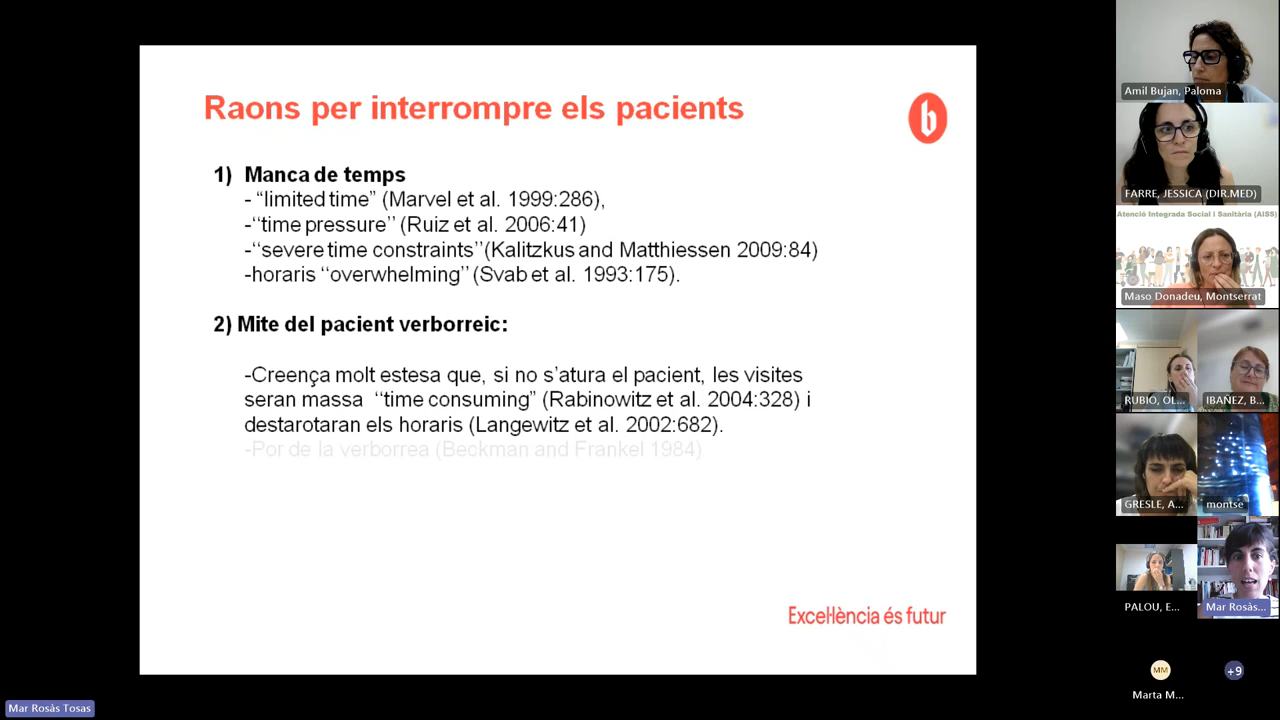 Raons per interrompre els pacients
b
1) Manca de temps
- “limited time” (Marvel et al. 1999:286),
-‘‘time pressure’’ (Ruiz et al. 2006:41)
-‘‘severe time constraints’’(Kalitzkus and Matthiessen 2009:84)
-horaris ‘‘overwhelming’’ (Svab et al. 1993:175).
2) Mite del pacient verborreic:
-Creença molt estesa que, si no s’atura el pacient, les visites
seran massa ‘‘time consuming” (Rabinowitz et al. 2004:328) i
destarotaran els horaris (Langewitz et al. 2002:682).
-Por de la verborrea (Beckman and Frankel 1984)
Excel·lència és futur
Mar Rosàs Tosas
Amil Bujan, Paloma
FARRE, JESSICA (DIR.MED)
Atenció Integrada Social i Sanitària (AISS)
Maso Donadeu, Montserrat
RUBIO, OL...
IBAÑEZ, B...
GRESLE, A...
montse
PALOU, E...
Mar Rosàs...
MM
+9
Marta M...